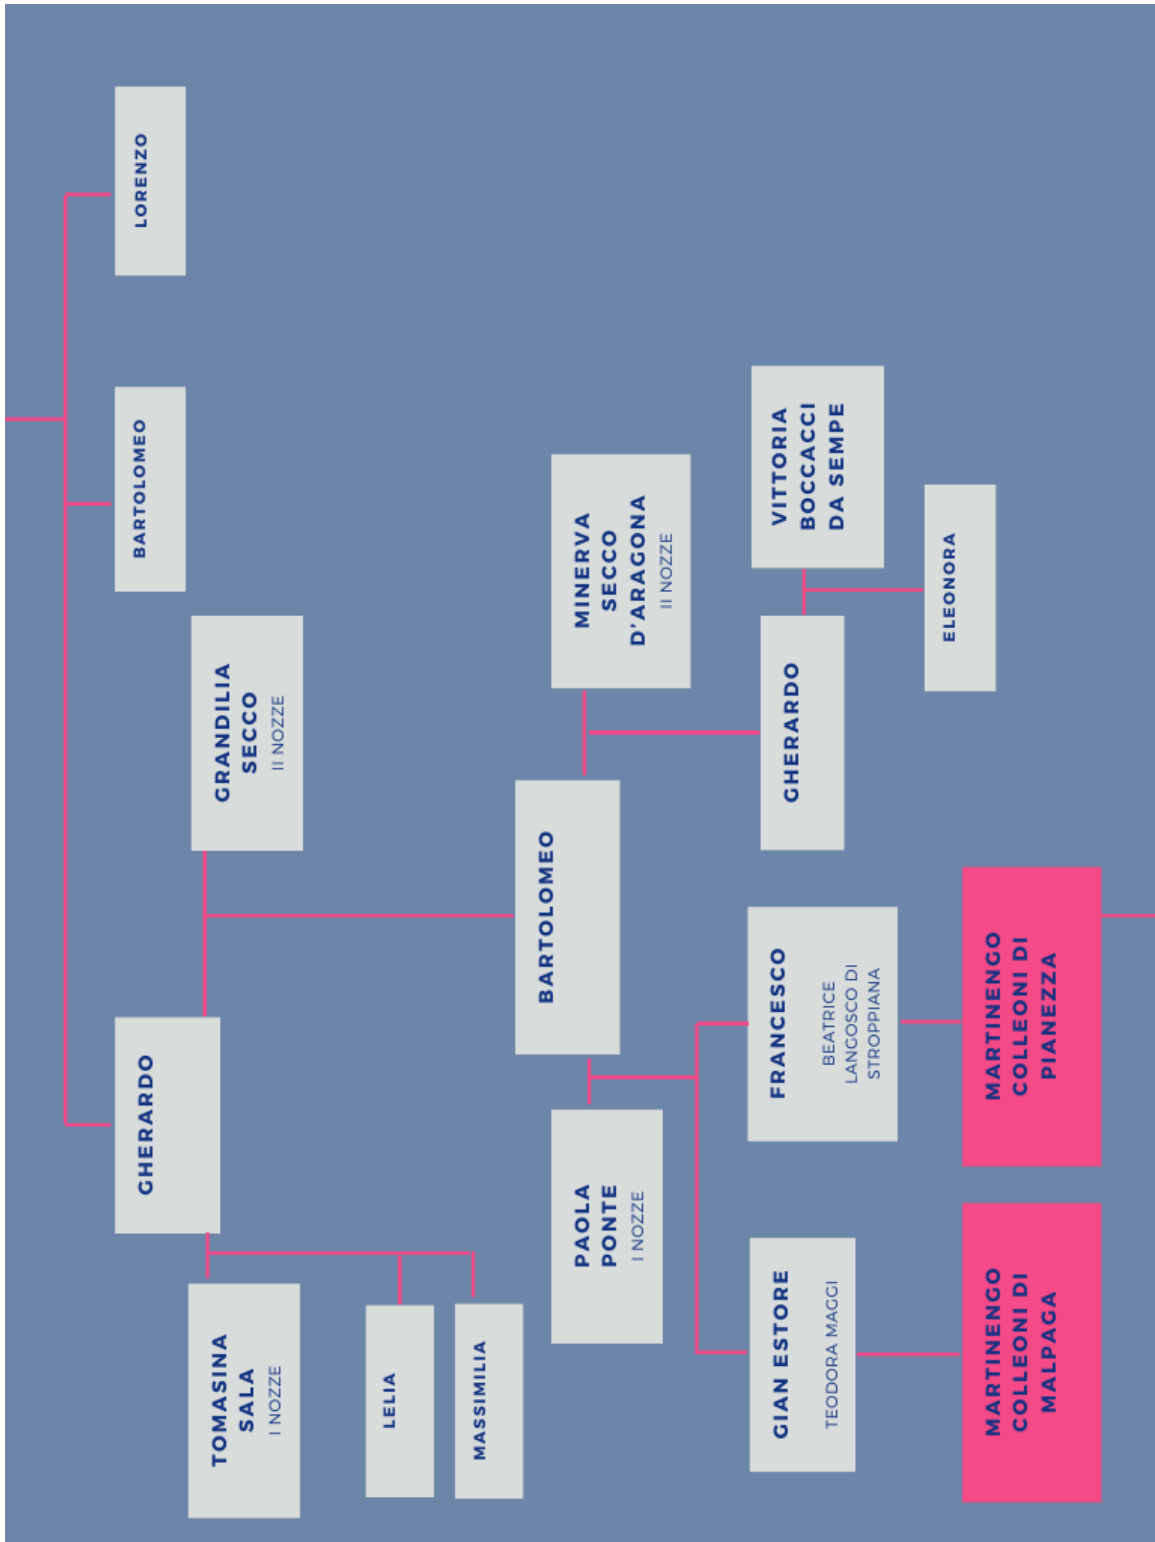 GHERARDO
BARTOLOMEO
LORENZO
TOMASINA
SALA
I NOZZE
GRANDILIA
SECCO
II NOZZE
LELIA
MASSIMILIA
BARTOLOMEO
PAOLA
PONTE
I NOZZE
MINERVA
SECCO
D'ARAGONA
II NOZZE
GIAN ESTORE
TEODORA MAGGI
FRANCESCO
BEATRICE
LANGOSCO DI
STROPPIANA
GHERARDO
VITTORIA
BOCCACCI
DA SEMPE
ELEONORA
MARTINENGO
COLLEONI DI
MALPAGA
MARTINENGO
COLLEONI DI
PIANEZZA